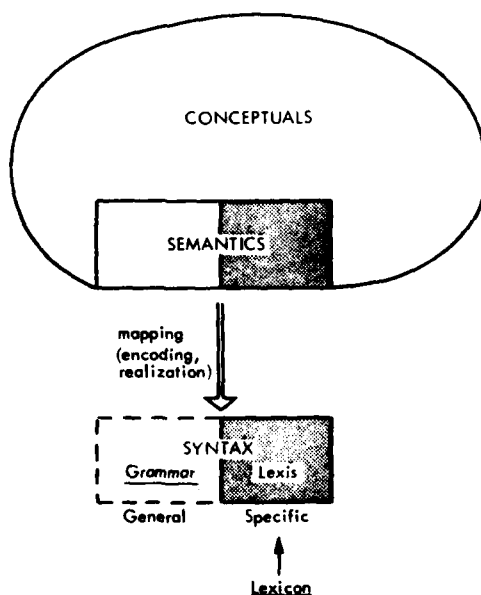 CONCEPTUALS
SEMANTICS
mapping
(encoding,
realization)
SYNTAX
Grammar Lexis
General Specific
Lexicon